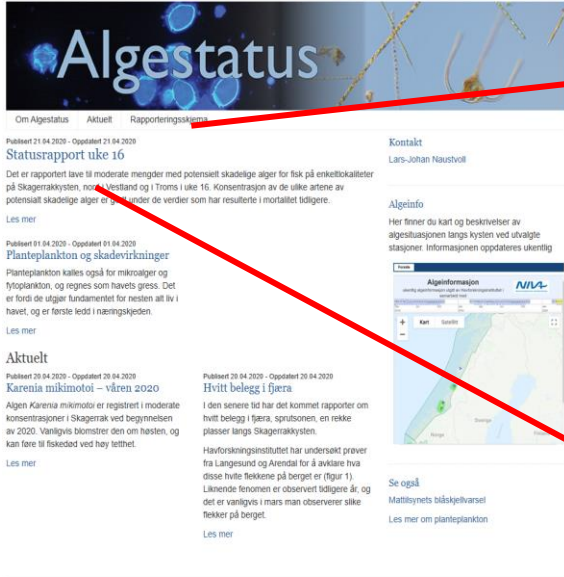 Algestatus
Om Algestatus Aktuelt Rapporteringsskjema
Publisert 21.04.2020 - Oppdatert 21.04.2020
Statusrapport uke 16
Det er rapportert lave til moderate mengder med potensielt skadelige alger for fisk på enkeltlokaliteter
på Skagerrakkysten, nord i Vestland og i Troms i uke 16. Konsentrasjon av de ulike artene av
potensialt skadelige alger er godt under de verdier som har resulterte i mortalitet tidligere.
Les mer
Publisert 01.04.2020 - Oppdatert 01.04.2020
Planteplankton og skadevirkninger
Planteplankton kalles også for mikroalger og
fytoplankton, og regnes som havets gress. Det
er fordi de utgjør fundamentet for nesten alt liv i
havet, og er første ledd i næringskjeden.
Les mer
Aktuelt
Publisert 20.04.2020 - Oppdatert 20.04.2020
Karenia mikimotoi – våren 2020
Algen Karenia mikimotoi er registrert i moderate
konsentrasjoner i Skagerrak ved begynnelsen
av 2020. Vanligvis blomstrer den om høsten, og
kan føre til fiskedød ved høy tetthet.
Les mer
Publisert 20.04.2020 - Oppdatert 20.04.2020
Hvitt belegg i fjæra
I den senere tid har det kommet rapporter om
hvitt belegg i fjæra, sprutsonen, en rekke
plasser langs Skagerrakkysten.
Havforskningsinstituttet har undersøkt prøver
fra Langesund og Arendal for å avklare hva
disse hvite flekkene på berget er (figur 1).
Liknende fenomen er observert tidligere år, og
det er vanligvis i mars man observerer slike
flekker på berget.
Les mer
Kontakt
Lars-Johan Naustvoll
Algeinfo
Her finner du kart og beskrivelser av
algesituasjonen langs kysten ved utvalgte
stasjoner. Informasjonen oppdateres ukentlig
Forside
Algeinformasjon
NIVA
Kart Satellitt
Norge
Sverige
Se også
Mattilsynets blåskjellvarsel
Les mer om planteplankton